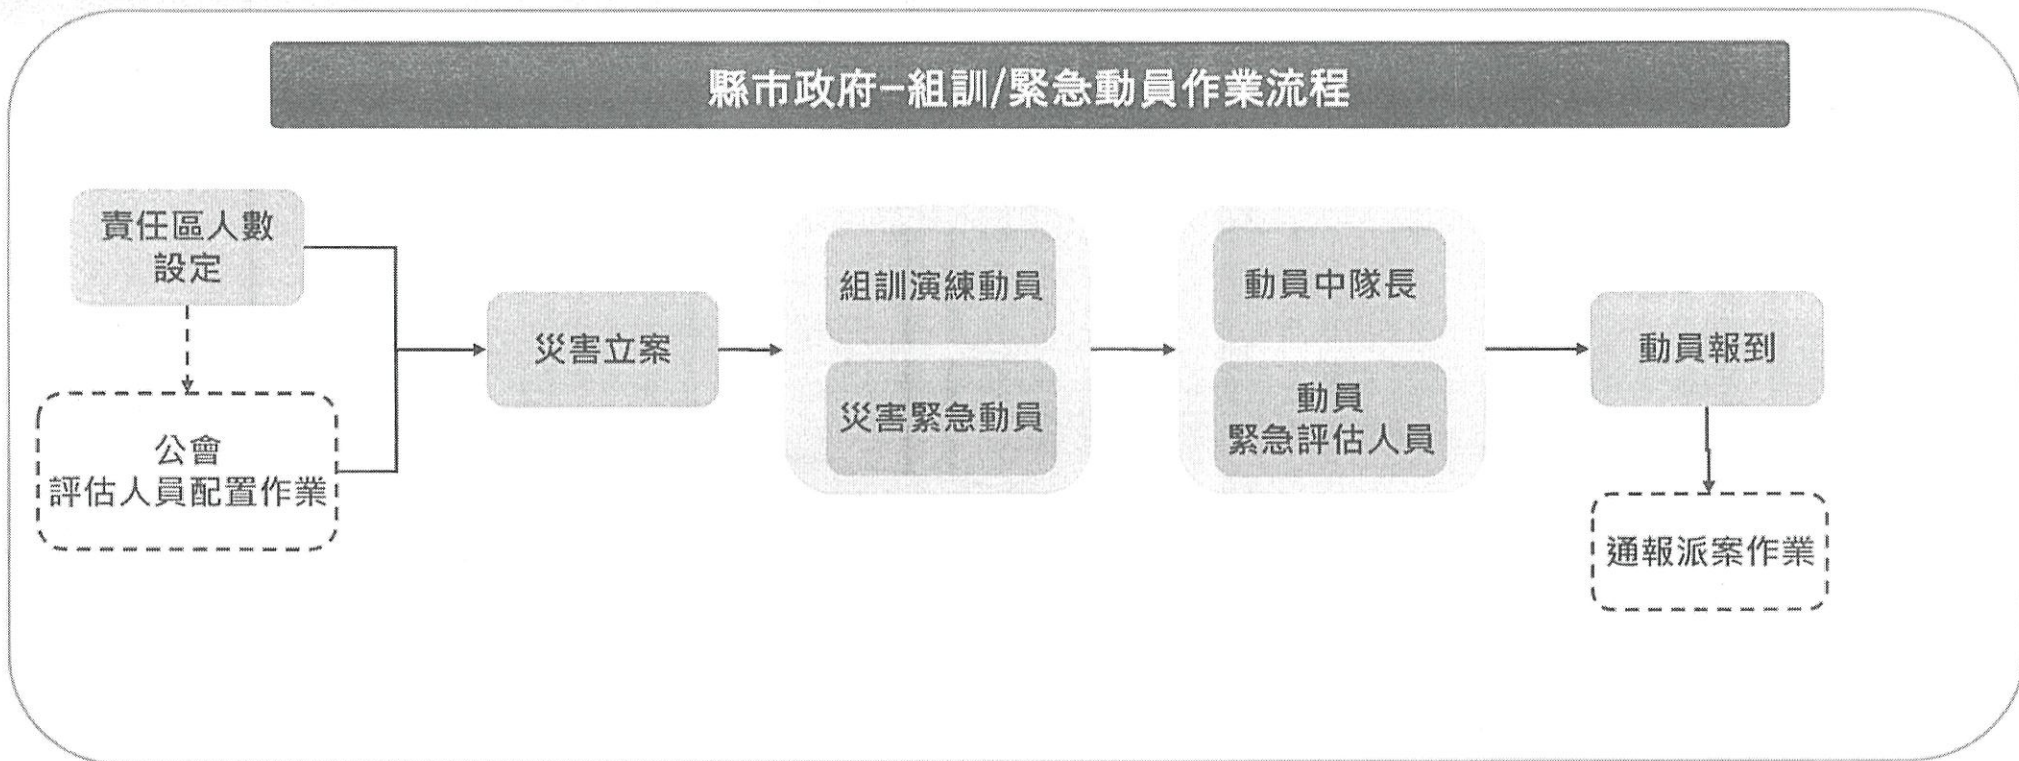 縣市政府-組訓/緊急動員作業流程
責任區人數
設定
公會
評估人員配置作業
災害立案
組訓演練動員
災害緊急動員
動員中隊長
動員
緊急評估人員
動員報到
通報派案作業